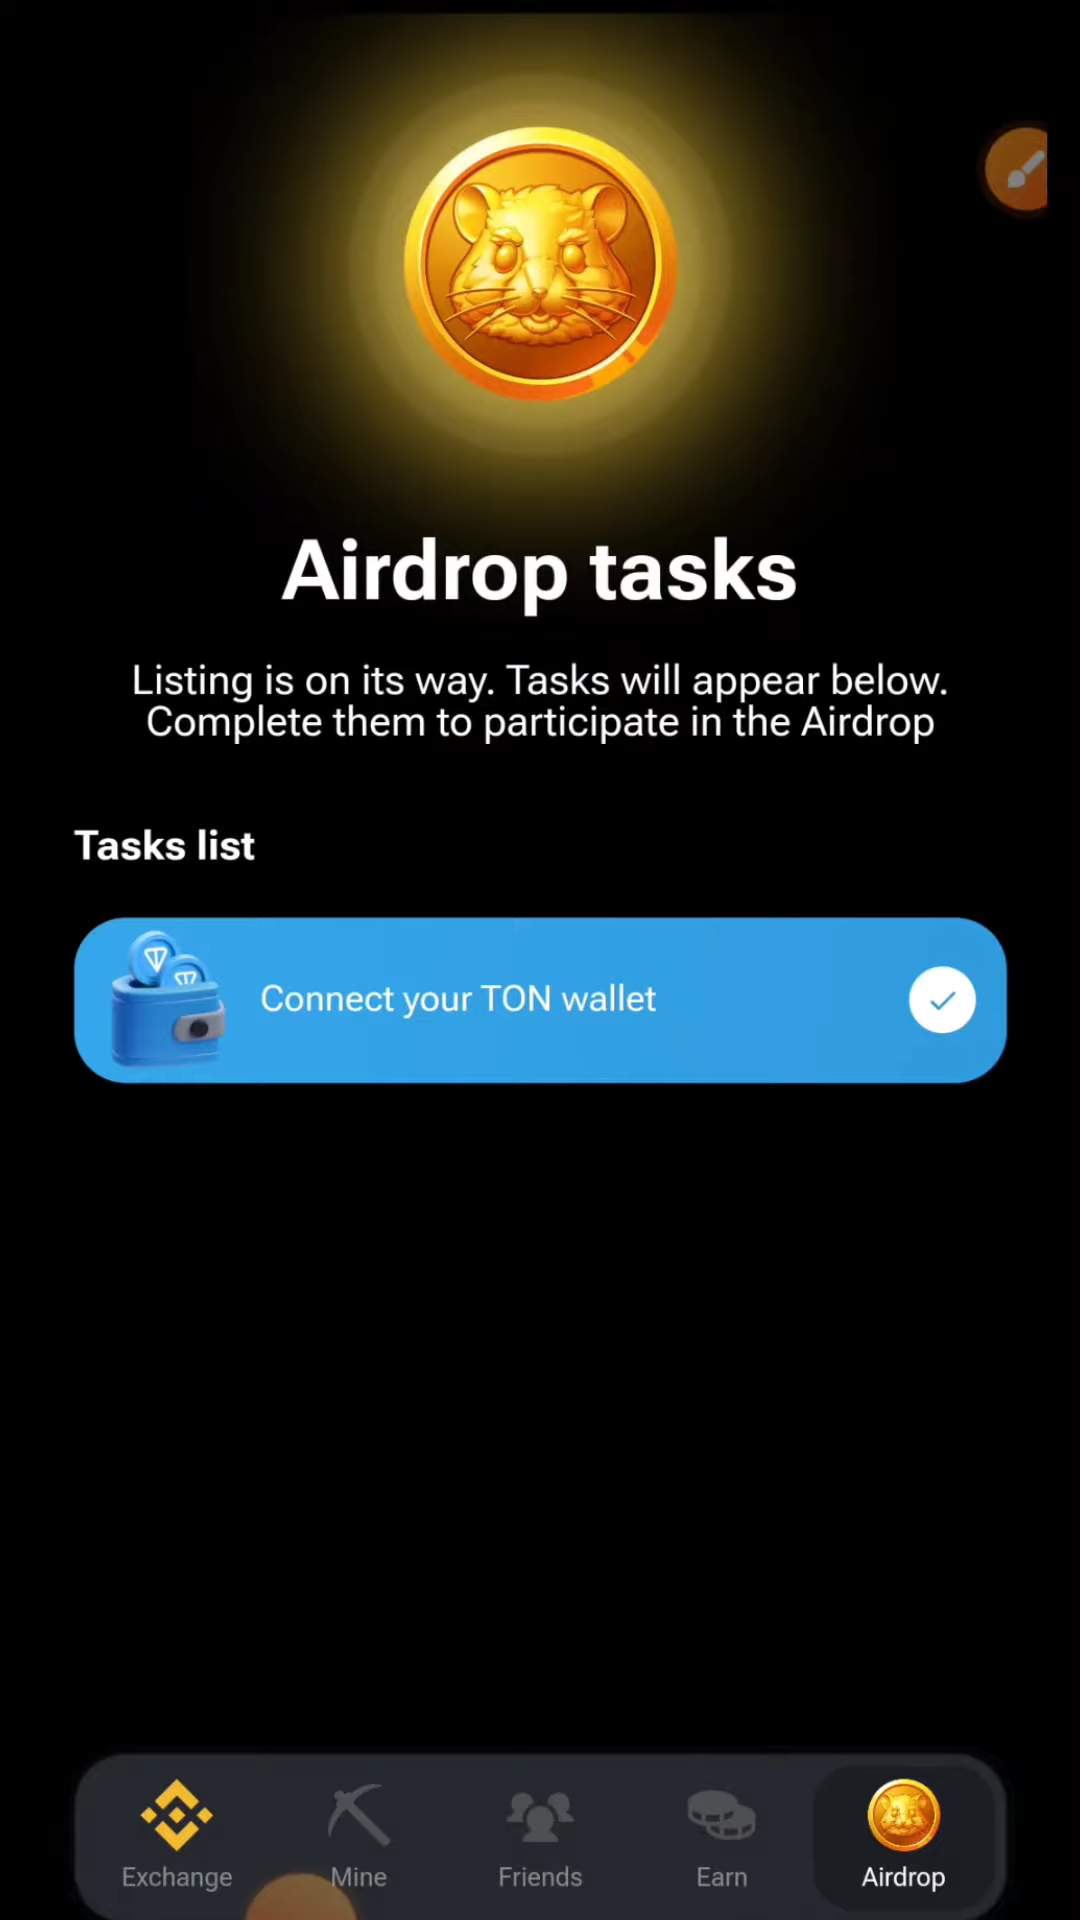 Airdrop tasks
Listing is on its way. Tasks will appear below.
Complete them to participate in the Airdrop
Tasks list
Connect your TON wallet
Exchange
Mine
Friends
Earn
Airdrop